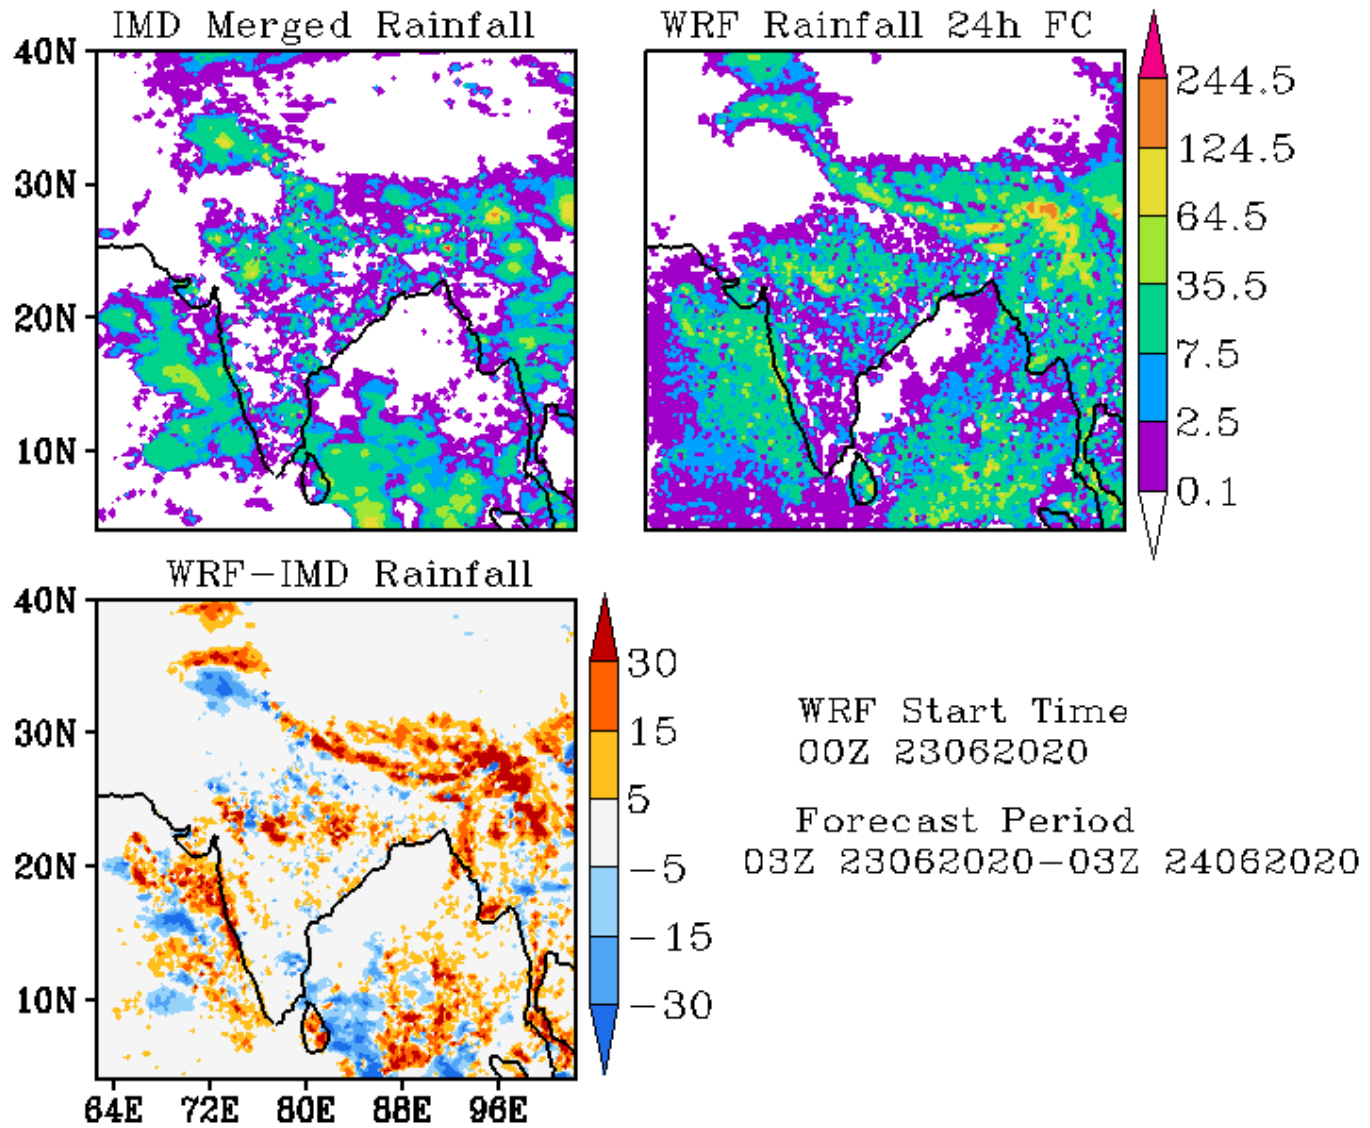 IMD Merged Rainfall
WRF Rainfall 24h FC
40N
30N
20N
10N
244.5
124.5
64.5
35.5
7.5
2.5
0.1
WRF-IMD Rainfall
40N
30N
20N
10N
64E 72E 80E 88E 96E
30
15
5
-5
-15
-30
WRF Start Time
00Z 23062020
Forecast Period
03Z 23062020-03Z 24062020